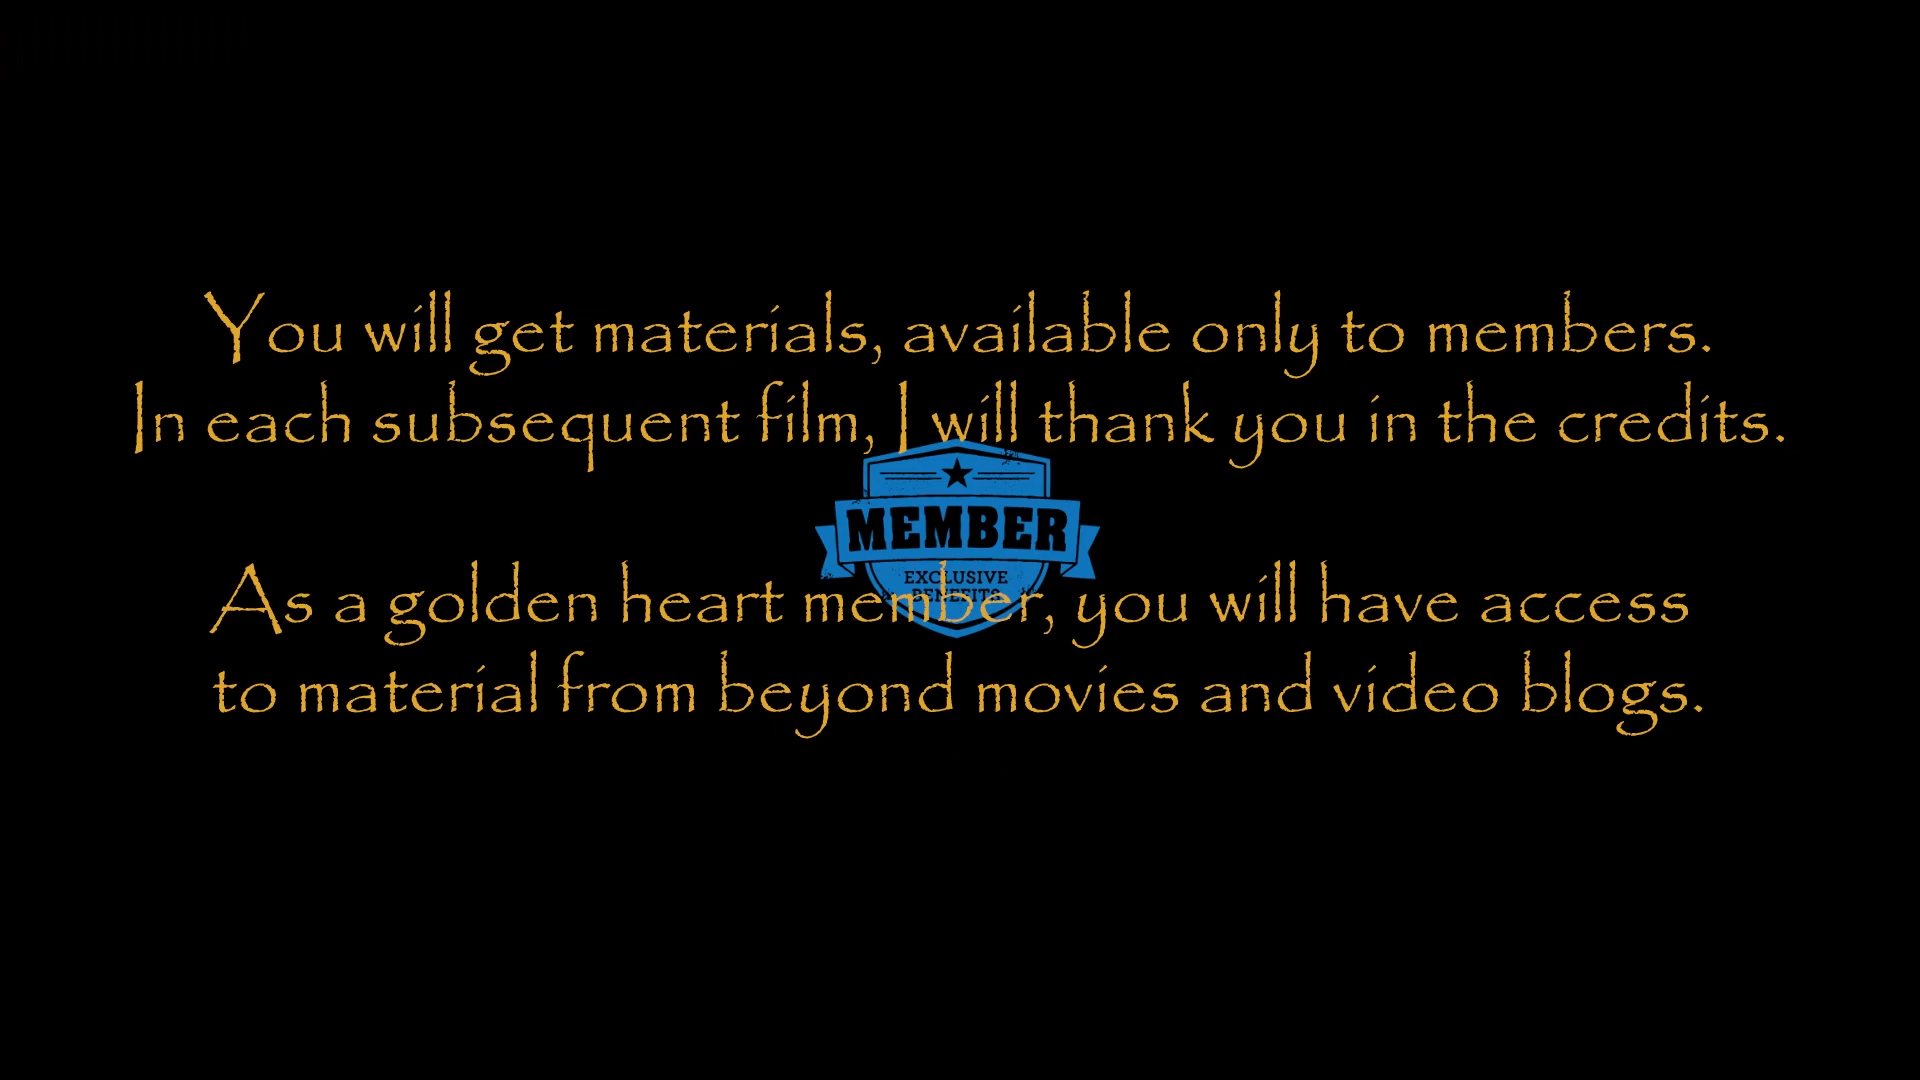 You will get materials, available only to members.
In each subsequent film, I will thank you in the credits.
MEMBER
EXCLUSIVE
BENEFITS
As a golden heart member, you will have access
to material from beyond movies and video blogs.